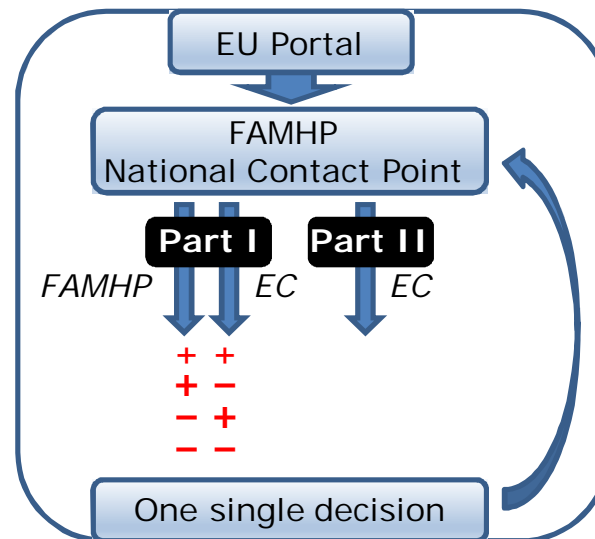 EU Portal
FAMHP
National Contact Point
Part I Part II
FAMHP EC EC
+ +
+ −
− +
− −
One single decision